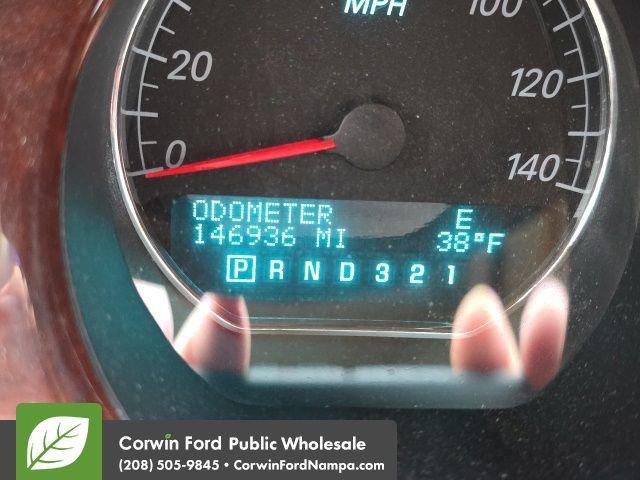 MPH
100
20
120
0
140
ODOMETER E
146936 MI 38°F
P R N D 3 2 1
Corwin Ford Public Wholesale
(208) 505-9845 • CorwinFordNampa.com